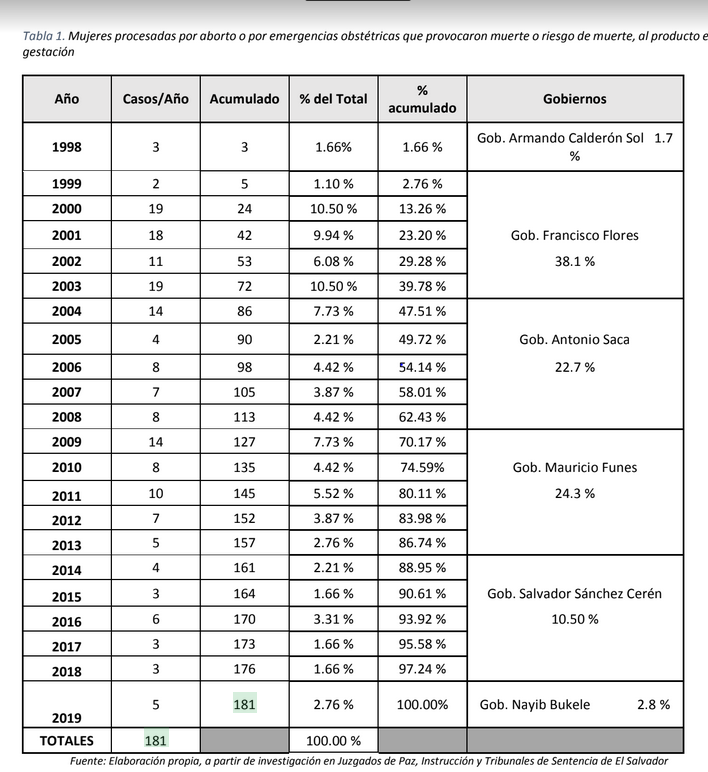 Tabla 1. Mujeres procesadas por aborto o por emergencias obstétricas que provocaron muerte o riesgo de muerte, al producto e
gestación
Año Casos/Año Acumulado % del Total % acumulado Gobiernos
1998 3 3 1.66% 1.66 % Gob. Armando Calderón Sol 1.7 %
1999 2 5 1.10 % 2.76 %
2000 19 24 10.50 % 13.26 %
2001 18 42 9.94 % 23.20 % Gob. Francisco Flores
2002 11 53 6.08 % 29.28 % 38.1 %
2003 19 72 10.50 % 39.78 %
2004 14 86 7.73 % 47.51 %
2005 4 90 2.21 % 49.72 % Gob. Antonio Saca
2006 8 98 4.42 % 54.14 % 22.7 %
2007 7 105 3.87 % 58.01 %
2008 8 113 4.42 % 62.43 %
2009 14 127 7.73 % 70.17 %
2010 8 135 4.42 % 74.59% Gob. Mauricio Funes
2011 10 145 5.52 % 80.11 % 24.3 %
2012 7 152 3.87 % 83.98 %
2013 5 157 2.76 % 86.74 %
2014 4 161 2.21 % 88.95 %
2015 3 164 1.66 % 90.61 % Gob. Salvador Sánchez Cerén
2016 6 170 3.31 % 93.92 % 10.50 %
2017 3 173 1.66 % 95.58 %
2018 3 176 1.66 % 97.24 %
2019 5 181 2.76 % 100.00% Gob. Nayib Bukele 2.8 %
TOTALES 181 100.00 %
Fuente: Elaboración propia, a partir de investigación en Juzgados de Paz, Instrucción y Tribunales de Sentencia de El Salvador